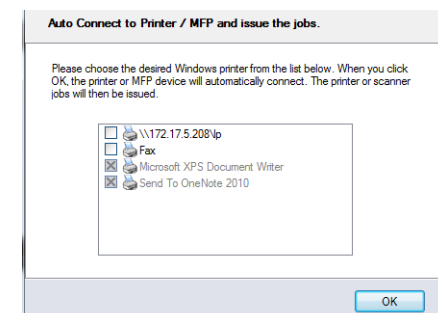 Auto Connect to Printer / MFP and issue the jobs.
Please choose the desired Windows printer from the list below. When you click
OK, the printer or MFP device will automatically connect. The printer or scanner
jobs will then be issued.
\\172.17.5.208\lp
Fax
Microsoft XPS Document Writer
Send To OneNote 2010
OK